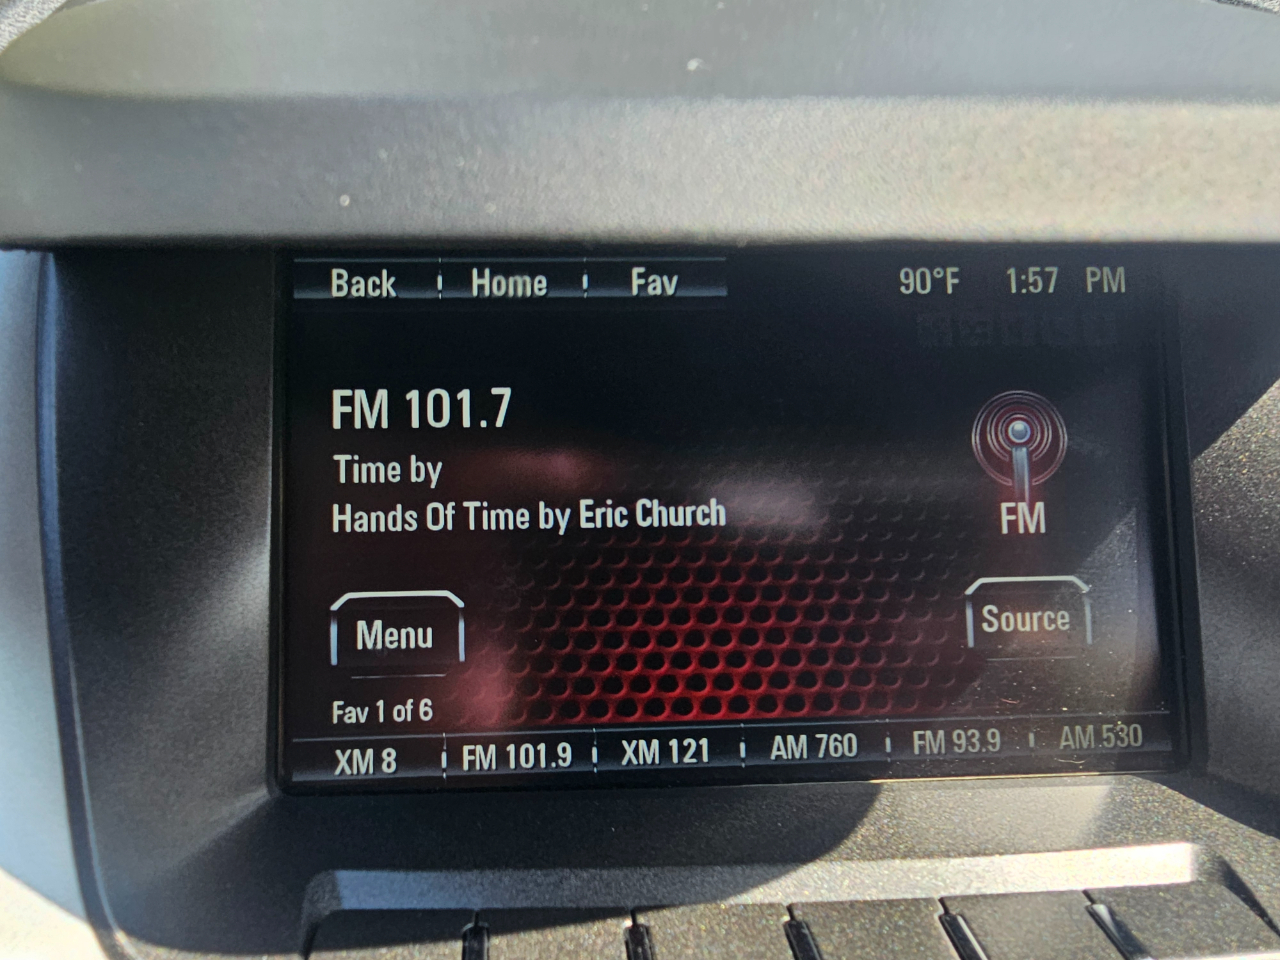 Back Home Fav 90°F 1:57 PM
FM 101.7
Time by
Hands Of Time by Eric Church
FM
Menu
Source
Fav 1 of 6
XM 8 FM 101.9 XM 121 AM 760 FM 93.9 AM 530